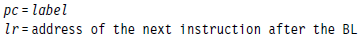 pc = label
lr = address of the next instruction after the BL